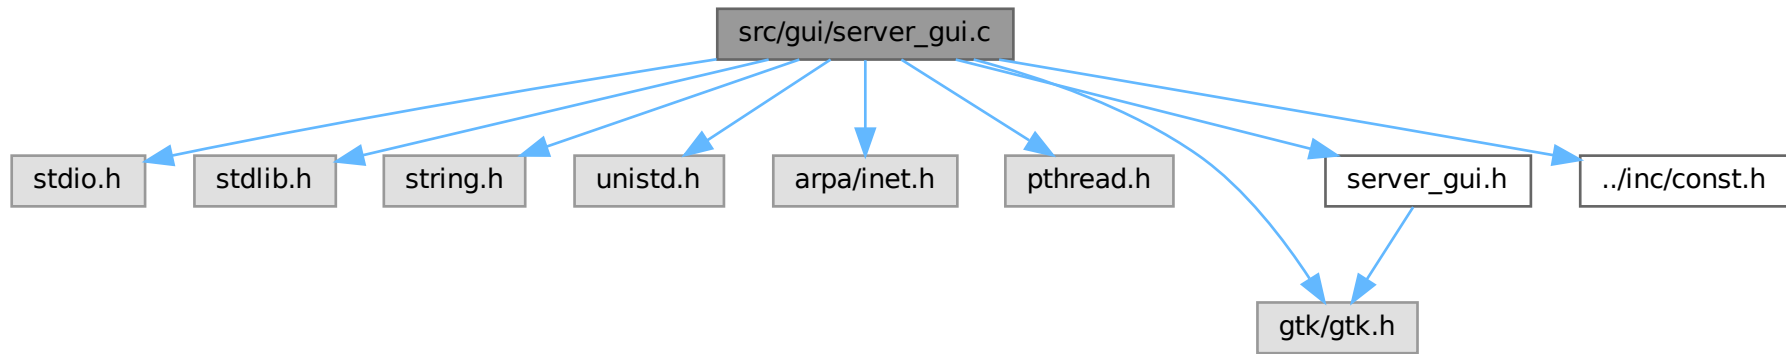 src/gui/server_gui.c
stdio.h
stdlib.h
string.h
unistd.h
arpa/inet.h
pthread.h
server_gui.h
../inc/const.h
gtk/gtk.h